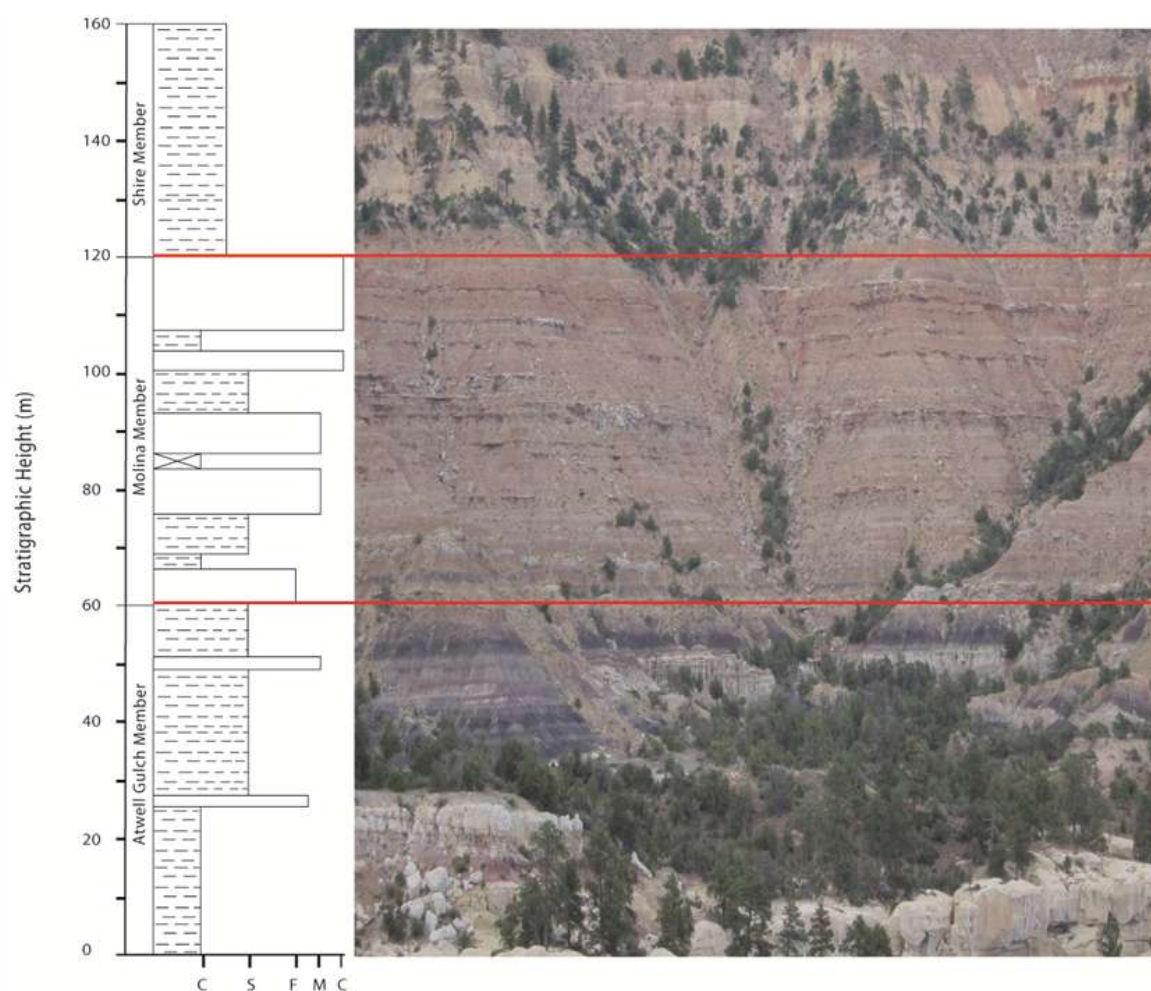 160
140
120
100
80
60
40
20
0
Stratigraphic Height (m)
Shire Member
Molina Member
Atwell Gulch Member
C S F M C